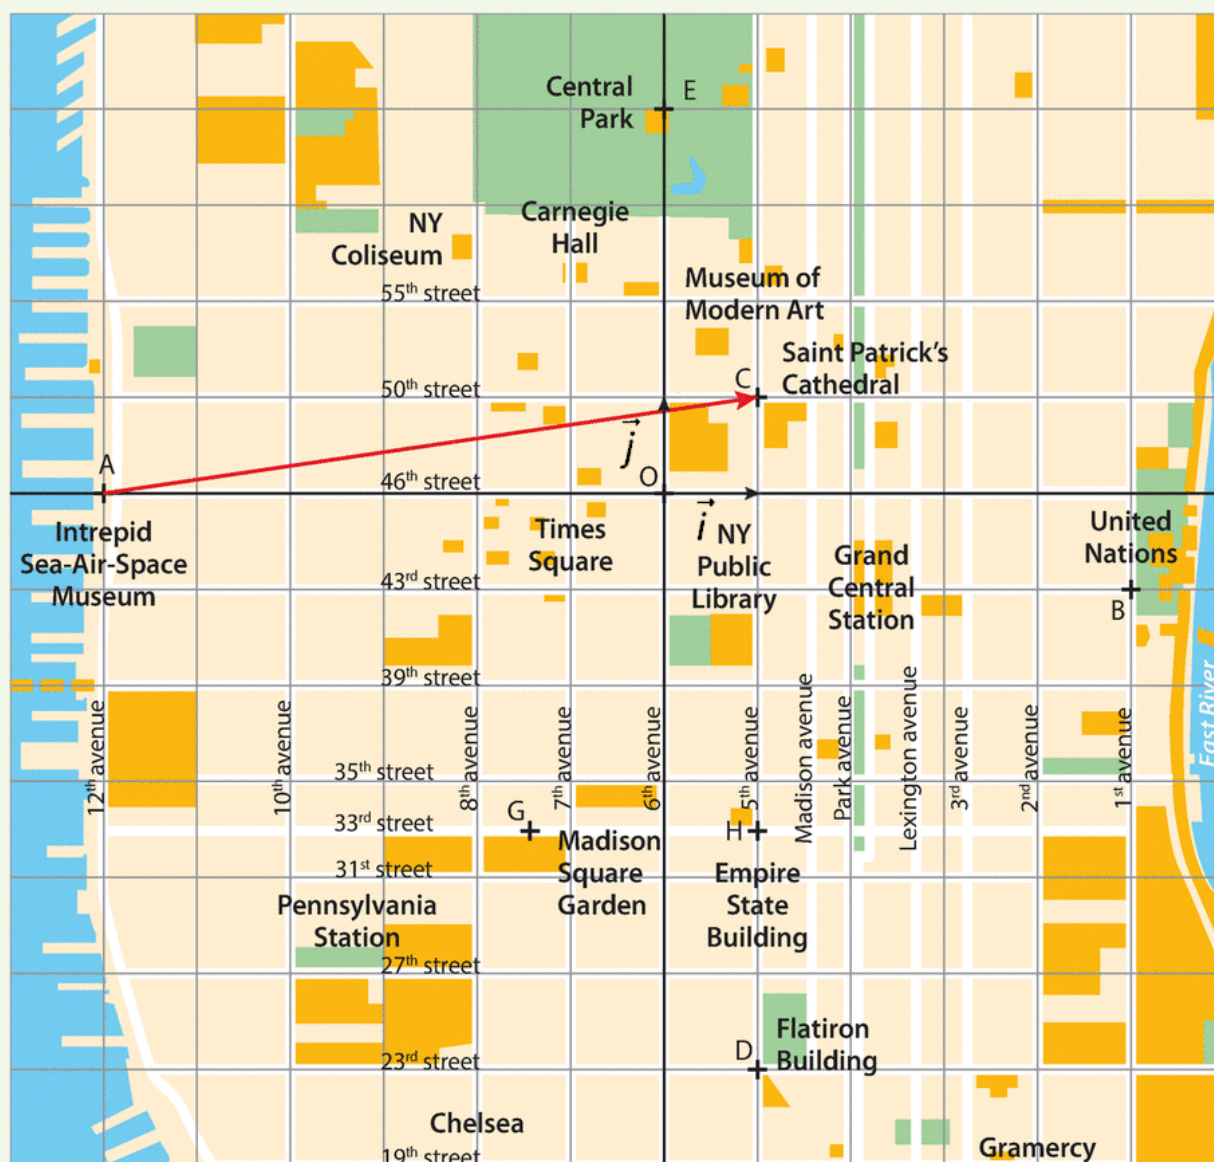 Central
Park
E
NY
Coliseum
Carnegie
Hall
Museum of
Modern Art
55th street
Saint Patrick's
Cathedral
50th street
C
j
A
46th street
O
i
Intrepid
Sea-Air-Space
Museum
Times
Square
NY
Public
Library
Grand
Central
Station
United
Nations
B
43rd street
39th street
12th avenue
10th avenue
8th avenue
7th avenue
6th avenue
5th avenue
Madison avenue
Park avenue
Lexington avenue
3rd avenue
2nd avenue
1st avenue
East River
35th street
33rd street
G
H
31st street
Madison
Square
Garden
Empire
State
Building
Pennsylvania
Station
27th street
23rd street
D
Flatiron
Building
Chelsea
19th street
Gramercy